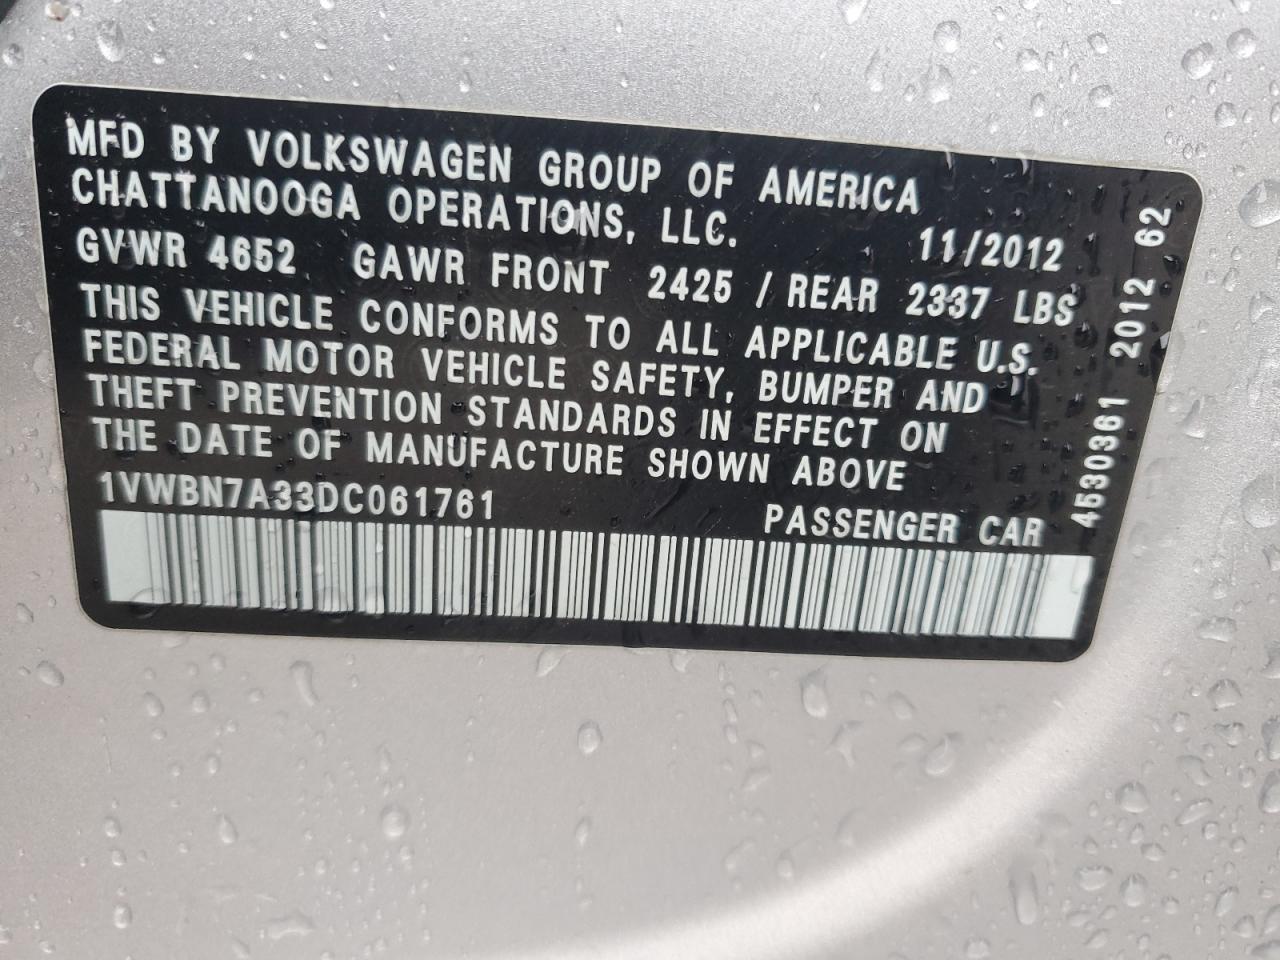 MFD BY VOLKSWAGEN GROUP OF AMERICA
CHATTANOOGA OPERATIONS, LLC. 11/2012
GVWR 4652 GAWR FRONT 2425 / REAR 2337 LBS
THIS VEHICLE CONFORMS TO ALL APPLICABLE U.S.
FEDERAL MOTOR VEHICLE SAFETY, BUMPER AND
THEFT PREVENTION STANDARDS IN EFFECT ON
THE DATE OF MANUFACTURE SHOWN ABOVE
1VWBN7A33DC061761 PASSENGER CAR
4530361 2012 62